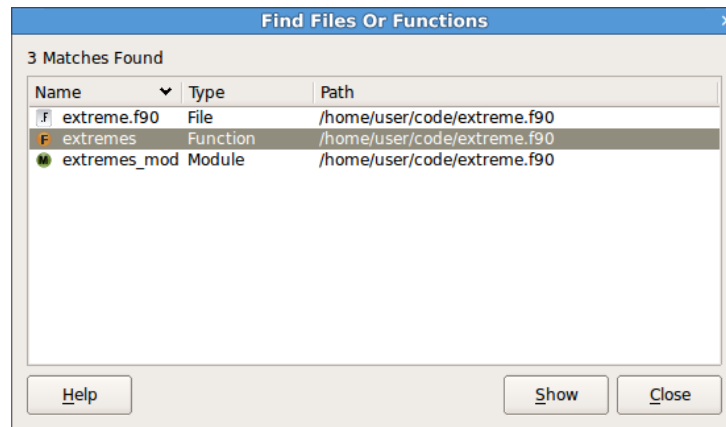 Find Files Or Functions
3 Matches Found
Name Type Path
F extreme.f90 File /home/user/code/extreme.f90
F extremes Function /home/user/code/extreme.f90
M extremes_mod Module /home/user/code/extreme.f90
Help Show Close